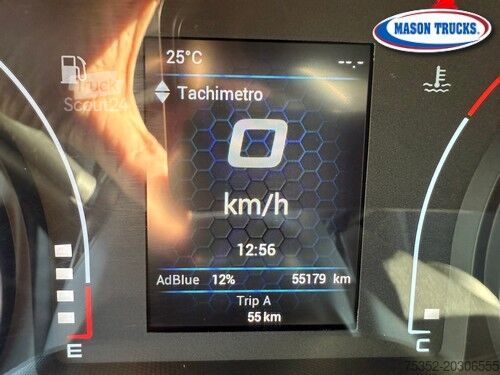 MASON TRUCKS.
25°C
--.-
Truck
Scout24
Tachimetro
0
km/h
12:56
AdBlue 12% 55179 km
Trip A
55 km
E
C
75352-20306555